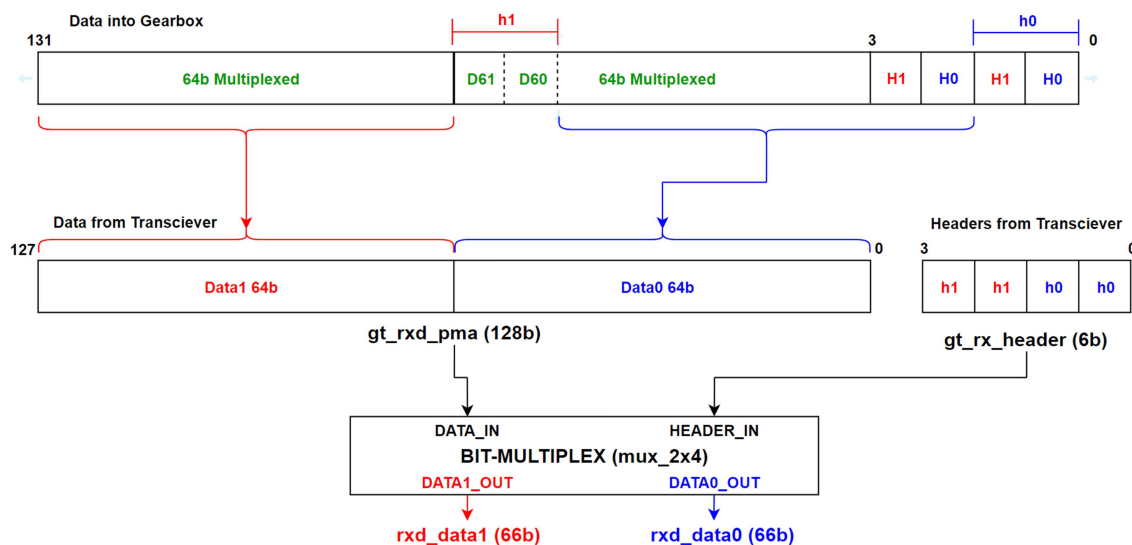 Data into Gearbox
h1
h0
131
3
0
64b Multiplexed
D61
D60
64b Multiplexed
H1
H0
H1
H0
Data from Transciever
Headers from Transciever
127
0
3
0
Data1 64b
Data0 64b
h1
h1
h0
h0
gt_rxd_pma (128b)
gt_rx_header (6b)
DATA_IN
HEADER_IN
BIT-MULTIPLEX (mux_2x4)
DATA1_OUT
DATA0_OUT
rxd_data1 (66b)
rxd_data0 (66b)